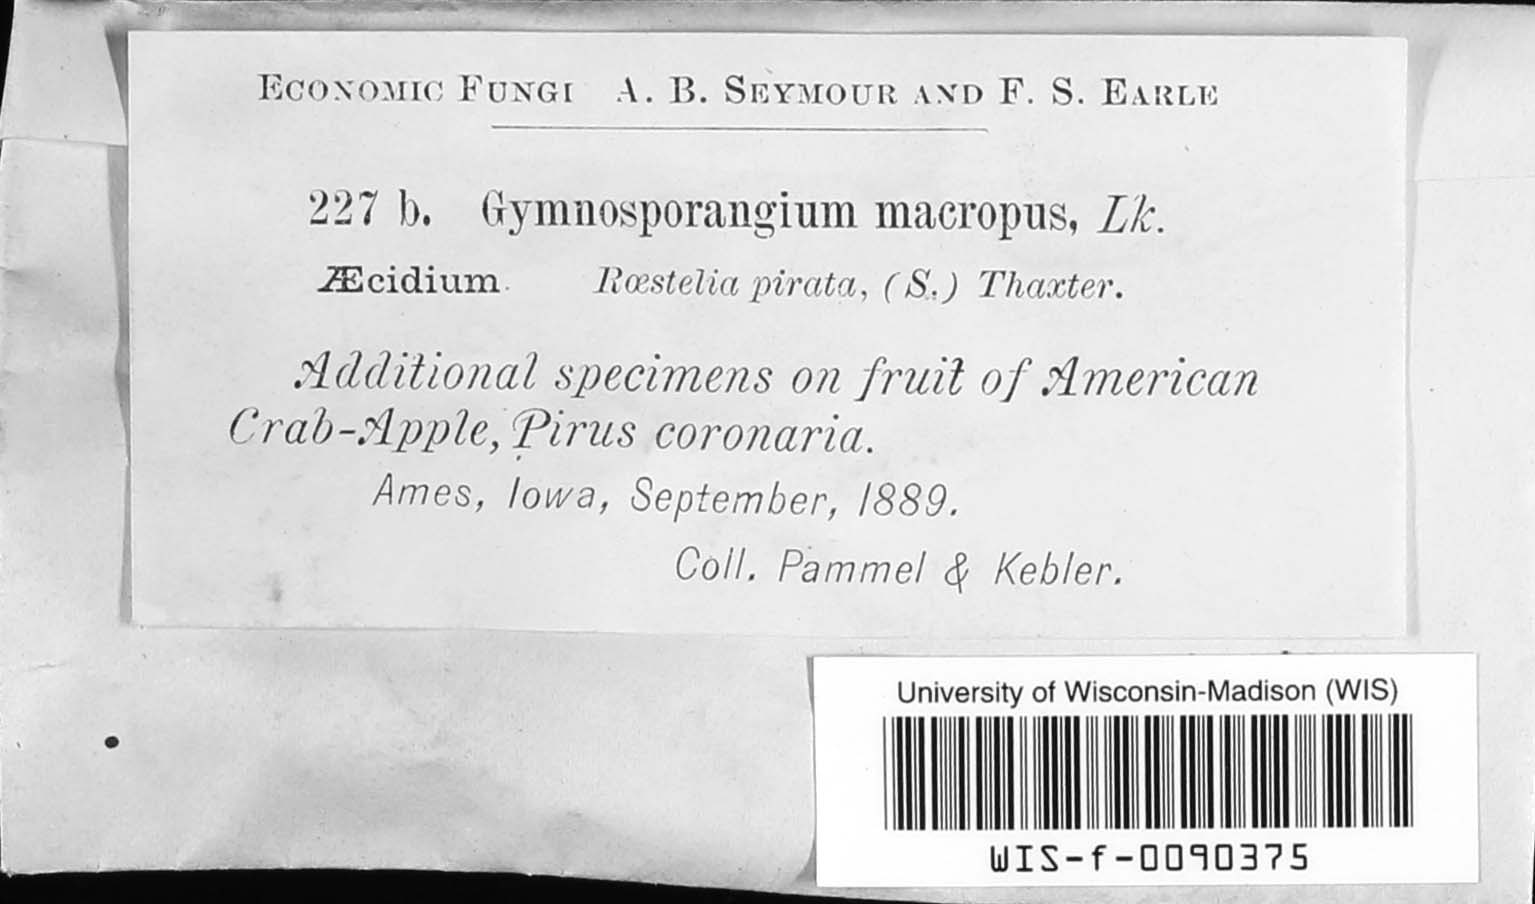 ECONOMIC FUNGI A. B. SEYMOUR AND F. S. EARLE
227 b. Gymnosporangium macropus, Lk.
Æcidium. Rœstelia pirata, (S.) Thaxter.
Additional specimens on fruit of American
Crab-Apple, Pirus coronaria.
Ames, Iowa, September, 1889.
Coll. Pammel & Kebler.
University of Wisconsin-Madison (WIS)
WIS-f-0090375